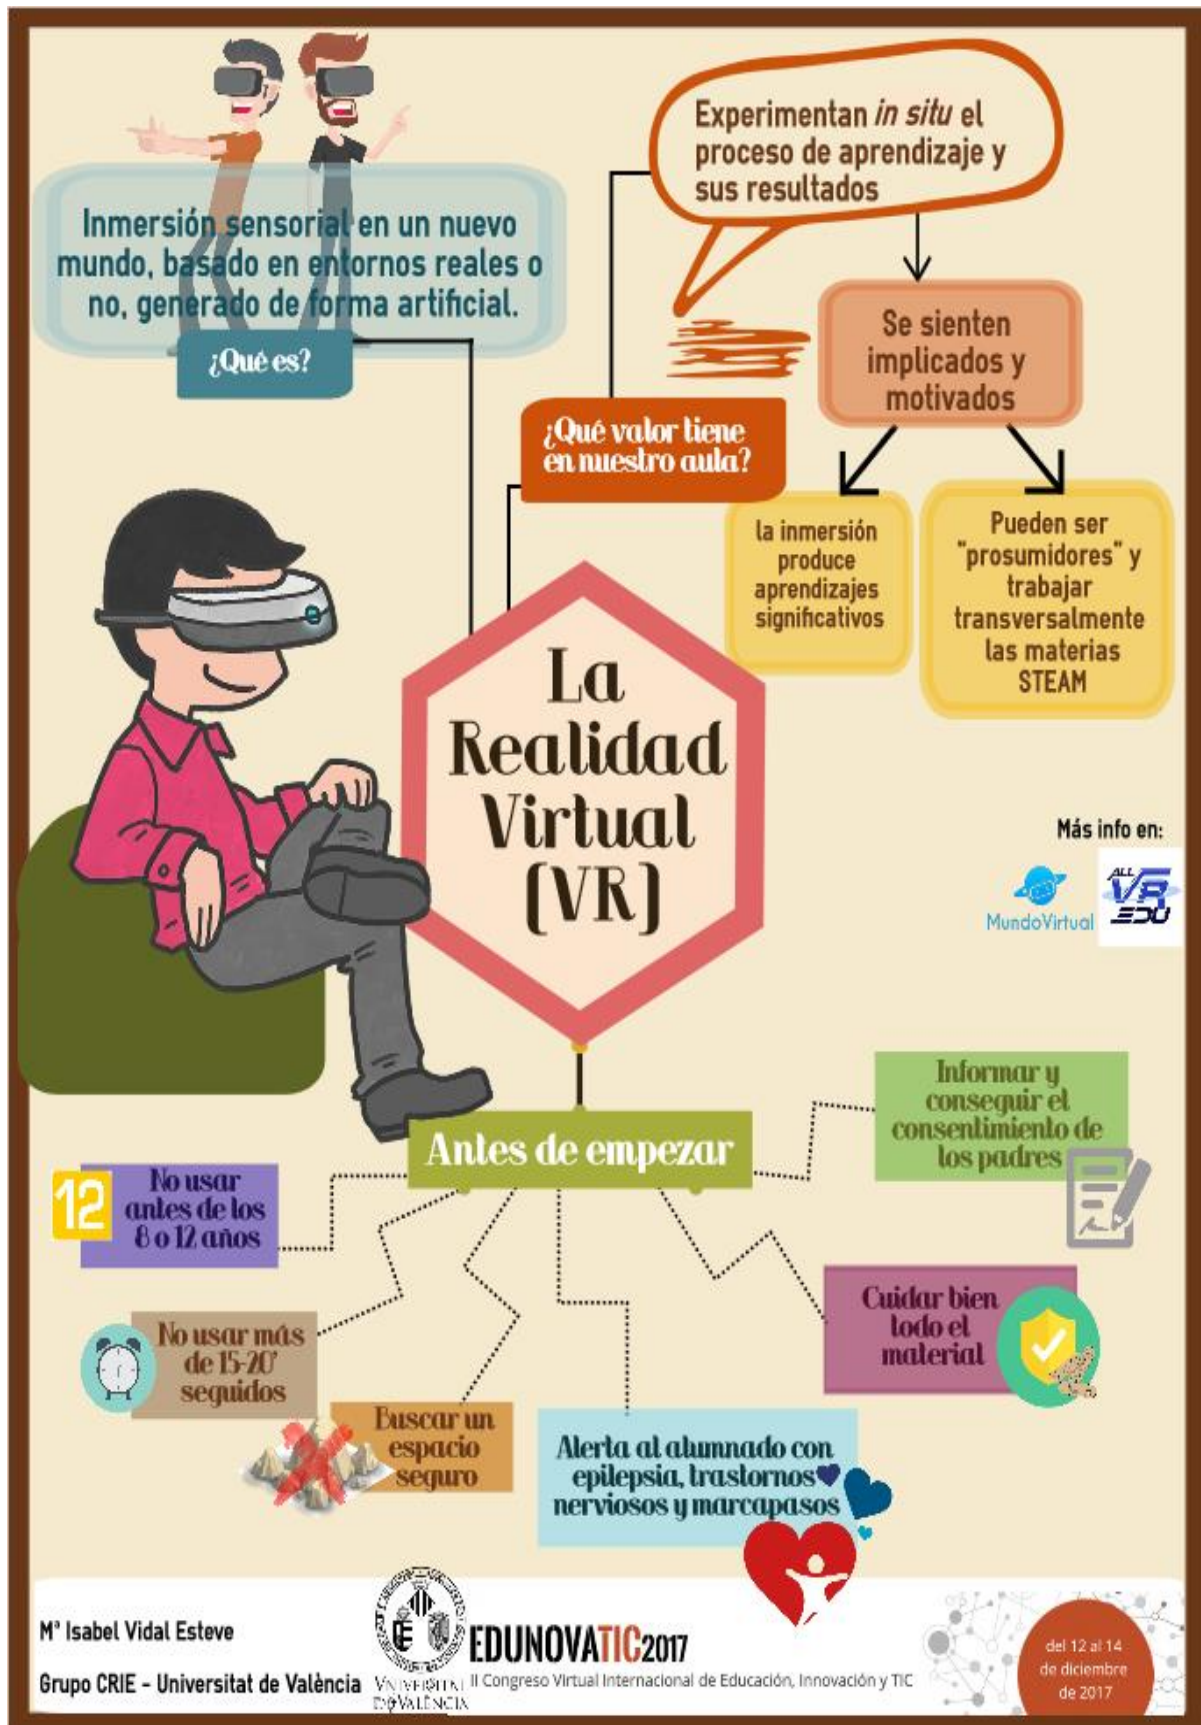 Inmersión sensorial en un nuevo
mundo, basado en entornos reales o
no, generado de forma artificial.
¿Qué es?
Experimentan in situ el
proceso de aprendizaje y
sus resultados
Se sienten
implicados y
motivados
¿Qué valor tiene
en nuestro aula?
la inmersión
produce
aprendizajes
significativos
Pueden ser
"prosumidores" y
trabajar
transversalmente
las materias
STEAM
La
Realidad
Virtual
(VR)
Más info en:
MundoVirtual
ALL
VR
EDU
Antes de empezar
Informar y
conseguir el
consentimiento de
los padres
12
No usar
antes de los
8 o 12 años
Cuidar bien
todo el
material
No usar más
de 15-20'
seguidos
Buscar un
espacio
seguro
Alerta al alumnado con
epilepsia, trastornos
nerviosos y marcapasos
Mª Isabel Vidal Esteve
Grupo CRIE - Universitat de València
VNIVERSITAT
D VALÈNCIA
EDUNOVATIC2017
II Congreso Virtual Internacional de Educación, Innovación y TIC
del 12 al 14
de diciembre
de 2017